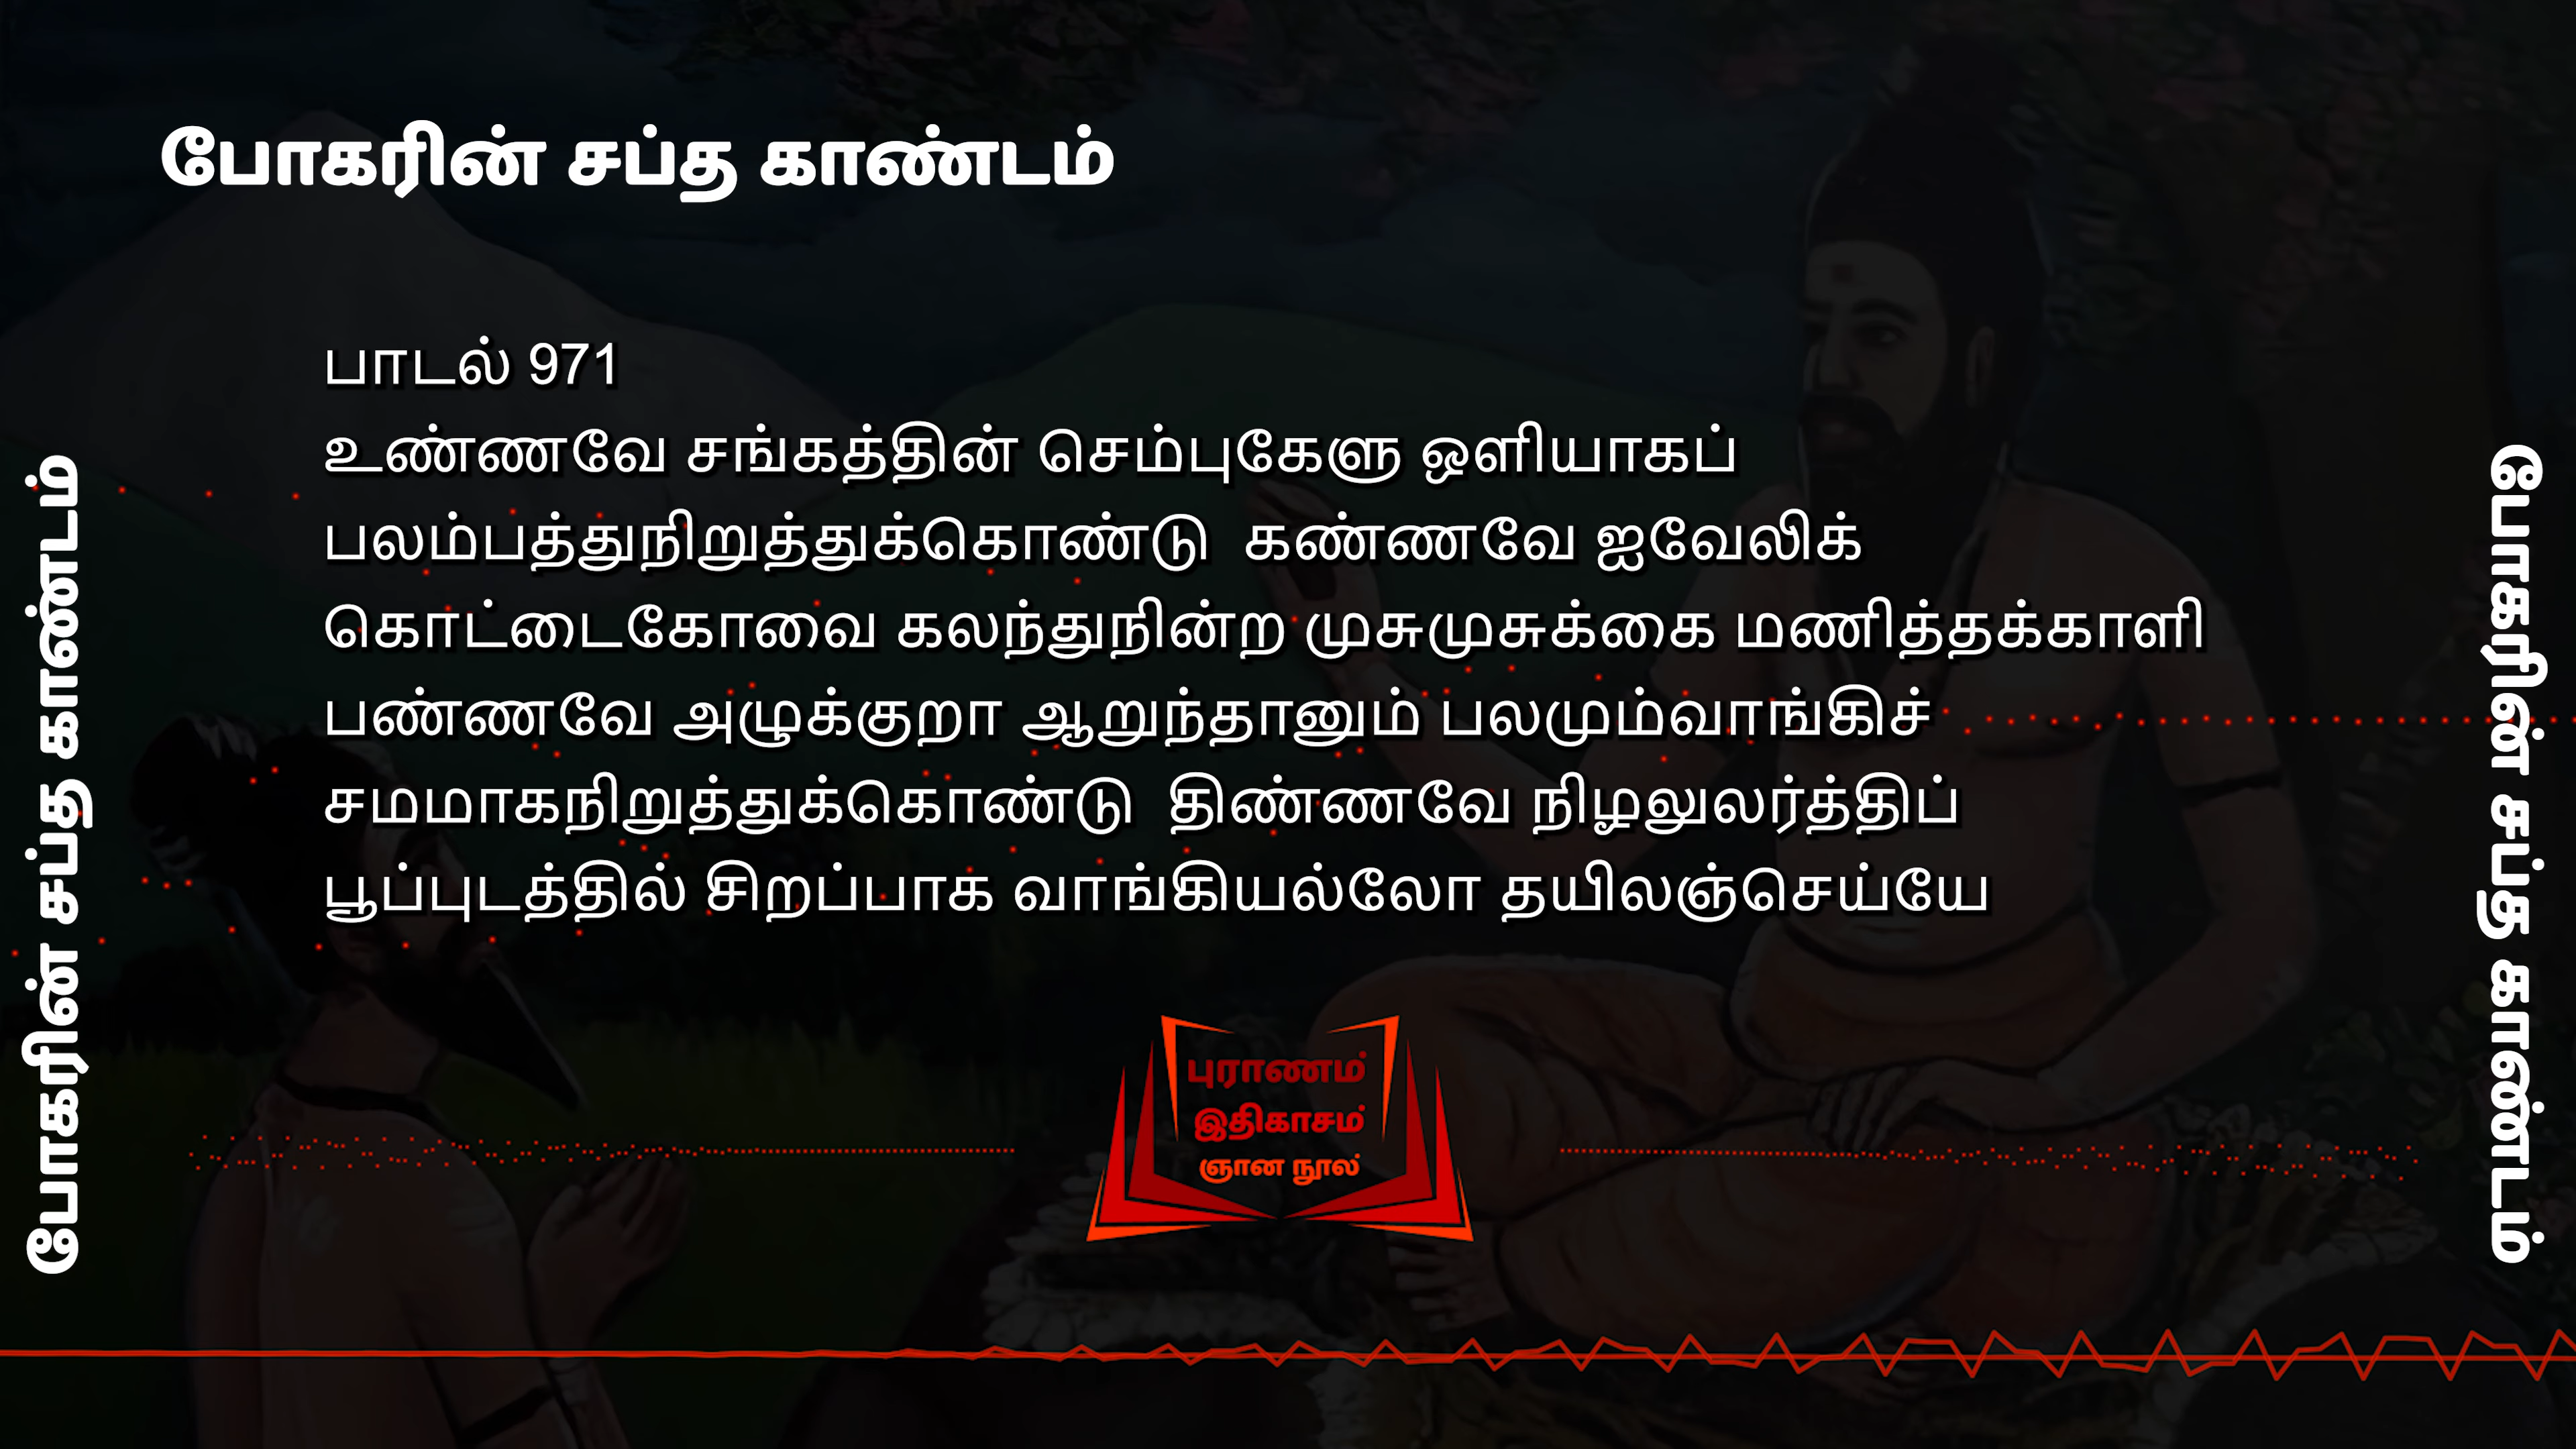 போகரின் சப்த காண்டம்
பாடல் 971
உண்ணவே சங்கத்தின் செம்புகேளு ஒளியாகப்
பலம்பத்துநிறுத்துக்கொண்டு கண்ணவே ஐவேலிக்
கொட்டைகோவை கலந்துநின்ற முசுமுசுக்கை மணித்தக்காளி
பண்ணவே அழுக்குறா ஆறுந்தானும் பலமும்வாங்கிச்
சமமாகநிறுத்துக்கொண்டு திண்ணவே நிழலுலர்த்திப்
பூப்புடத்தில் சிறப்பாக வாங்கியல்லோ தயிலஞ்செய்யே
போகரின் சப்த காண்டம்
போகரின் சப்த காண்டம்
புராணம்
இதிகாசம்
ஞான நூல்